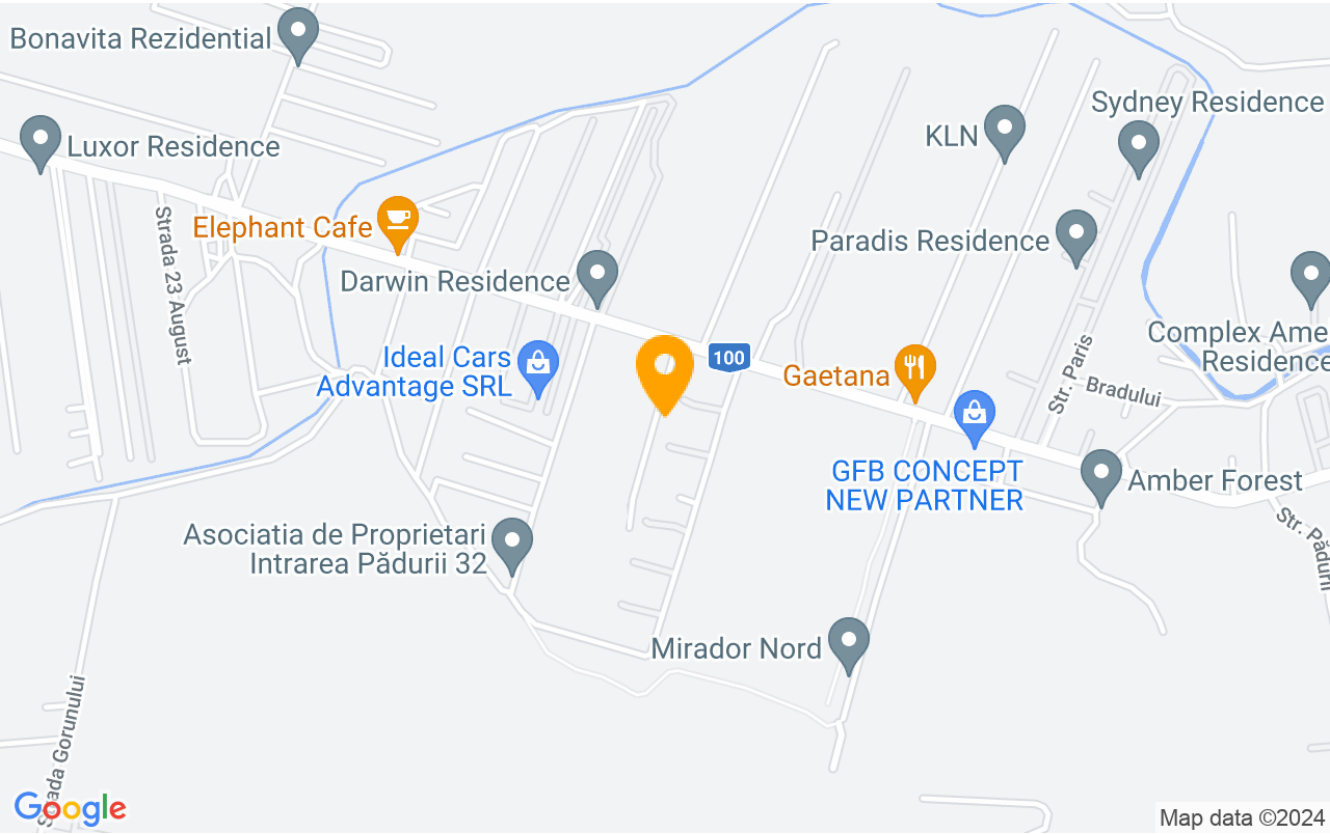 Bonavita Rezidential
Sydney Residence
KLN
Luxor Residence
Elephant Cafe
Strada 23 August
Paradis Residence
Darwin Residence
Complex Ame
Residence
Ideal Cars
Advantage SRL
100
Gaetana
Str. Paris
Bradului
GFB CONCEPT
NEW PARTNER
Amber Forest
Asociatia de Proprietari
Intrarea Pădurii 32
Str. Pădurii
Mirador Nord
Strada Gorunului
Google
Map data ©2024